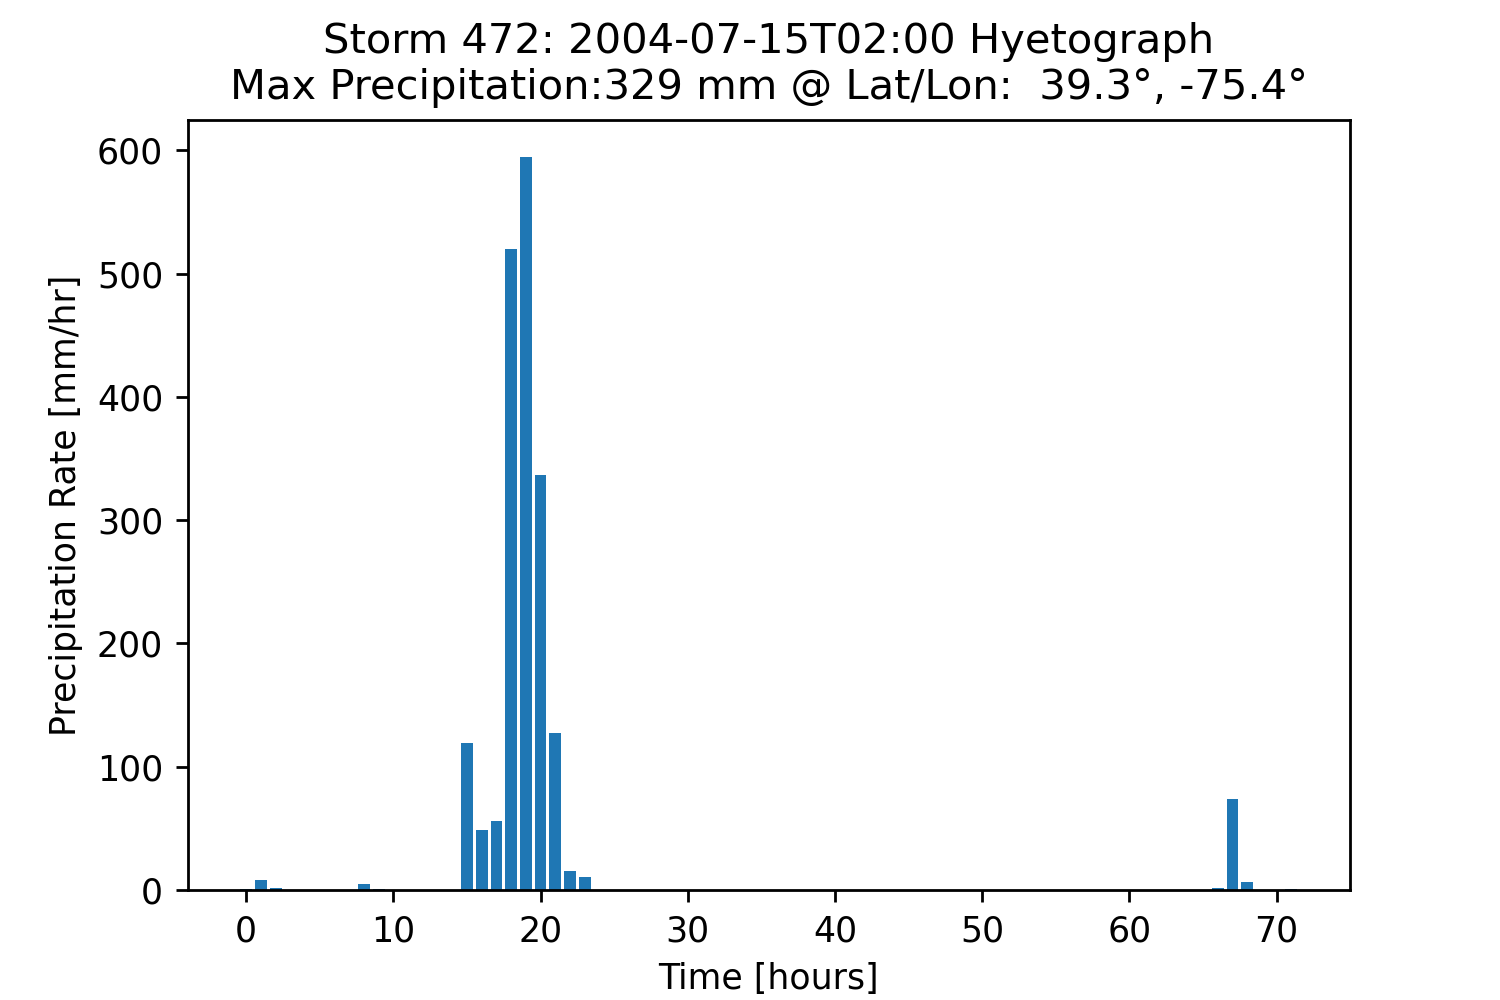 Storm 472: 2004-07-15T02:00 Hyetograph
Max Precipitation:329 mm @ Lat/Lon:  39.3°, -75.4°
600
500
400
300
200
100
0
Precipitation Rate [mm/hr]
0 10 20 30 40 50 60 70
Time [hours]